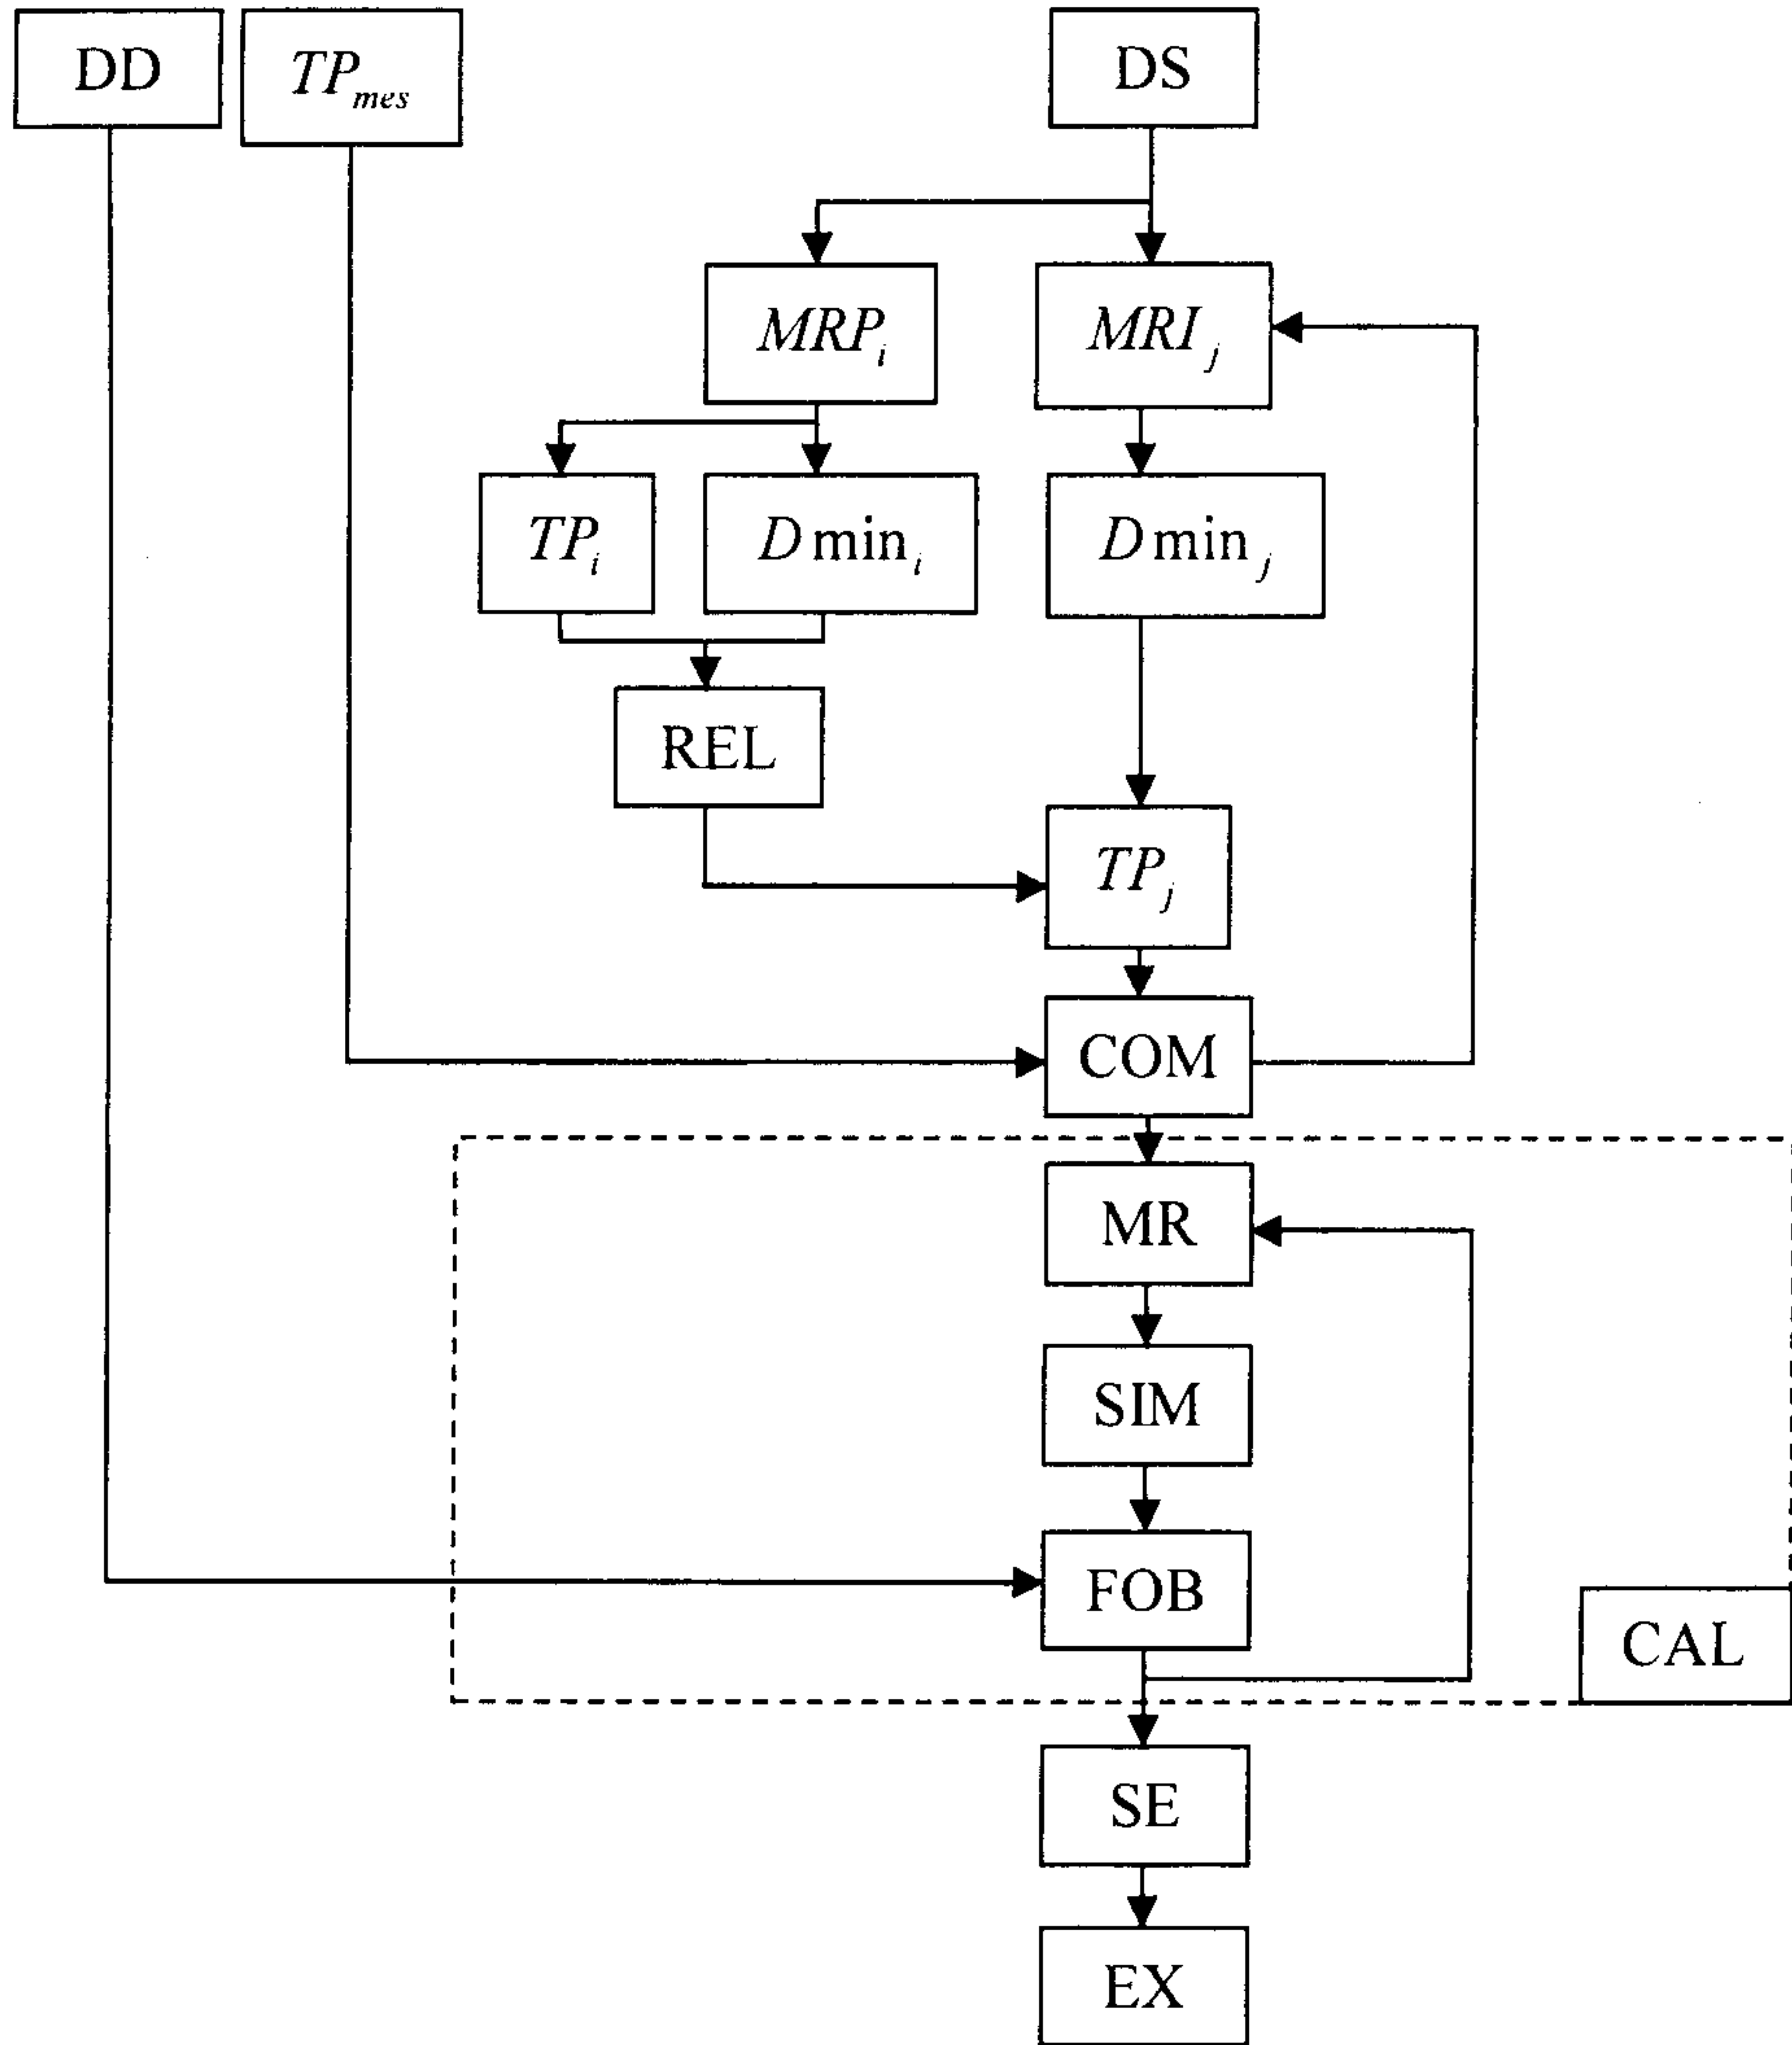 DD
TP_mes
DS
MRP_i
MRI_j
TP_i
D min_i
D min_j
REL
TP_j
COM
MR
SIM
FOB
CAL
SE
EX